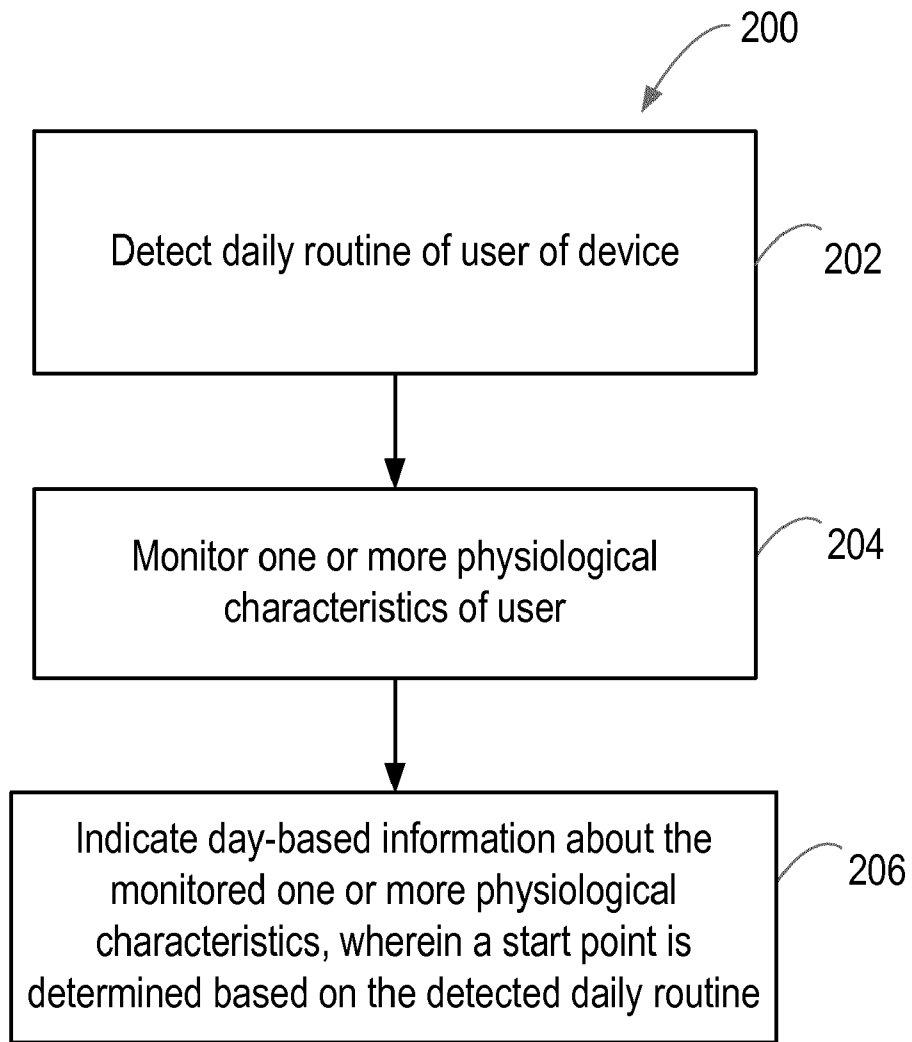 200
Detect daily routine of user of device
202
Monitor one or more physiological
characteristics of user
204
Indicate day-based information about the
monitored one or more physiological
characteristics, wherein a start point is
determined based on the detected daily routine
206